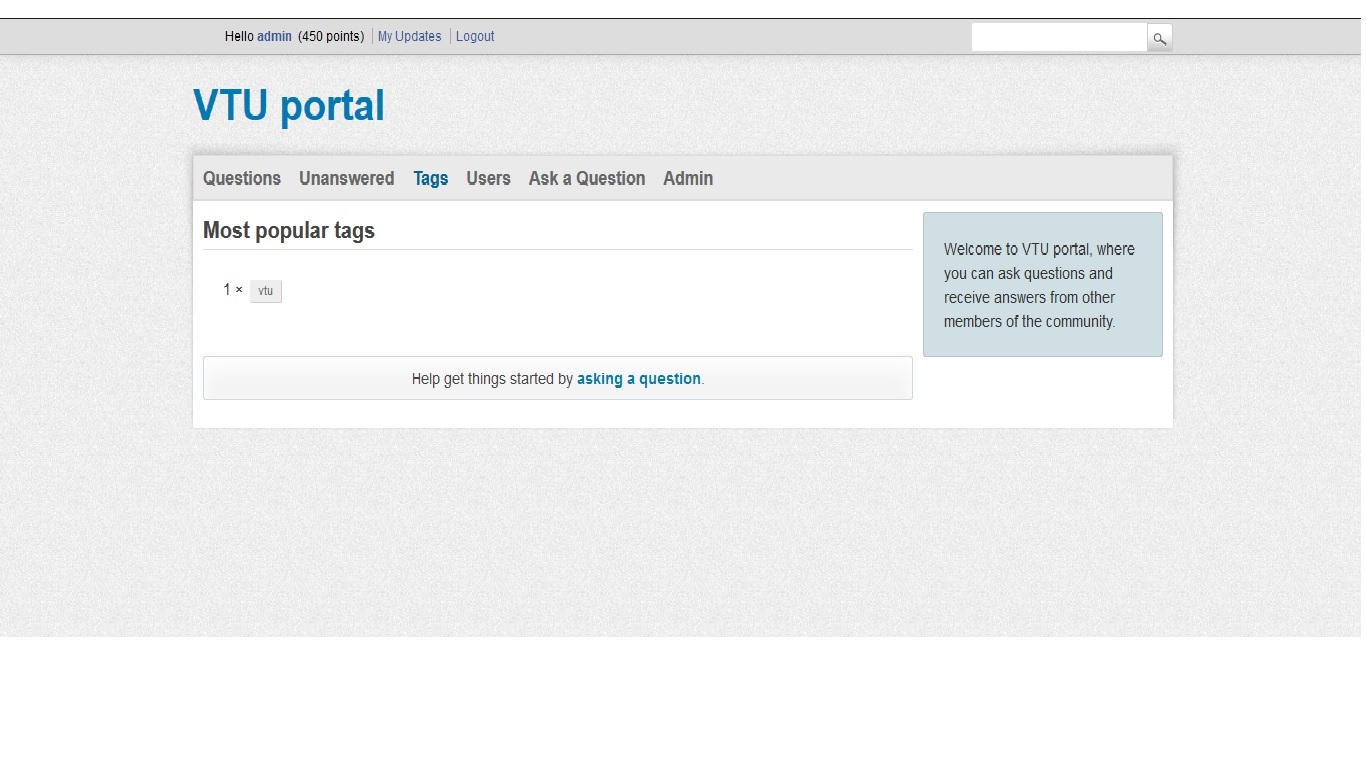 Hello admin (450 points) My Updates Logout
VTU portal
Questions Unanswered Tags Users Ask a Question Admin
Most popular tags
1 × vtu
Help get things started by asking a question.
Welcome to VTU portal, where
you can ask questions and
receive answers from other
members of the community.